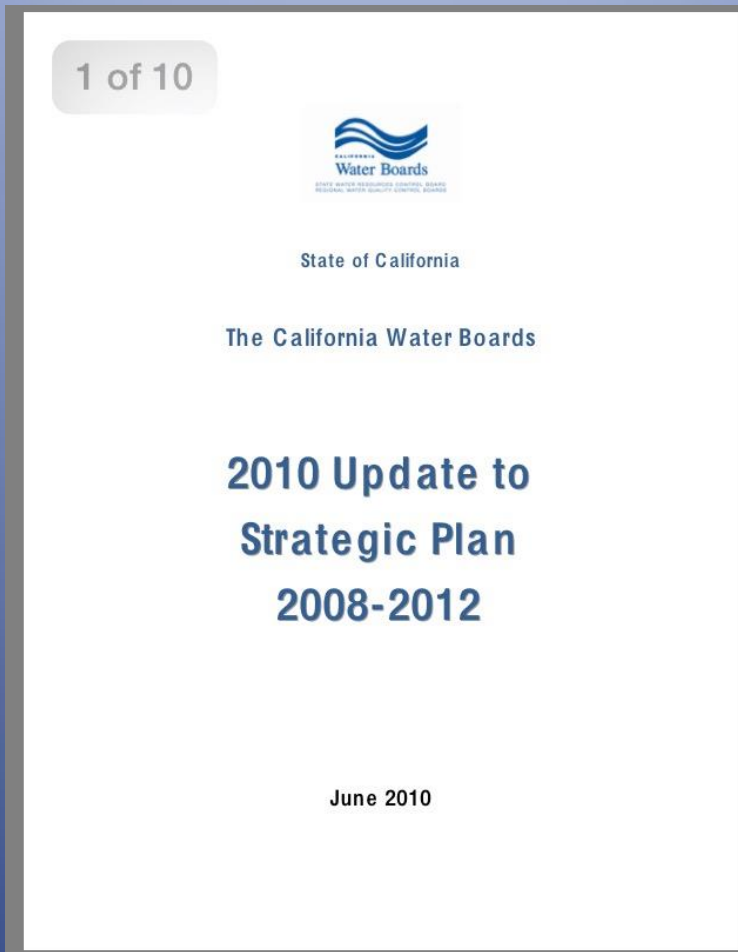 1 of 10
CALIFORNIA
Water Boards
STATE WATER RESOURCES CONTROL BOARD
REGIONAL WATER QUALITY CONTROL BOARDS
State of California
The California Water Boards
2010 Update to
Strategic Plan
2008-2012
June 2010